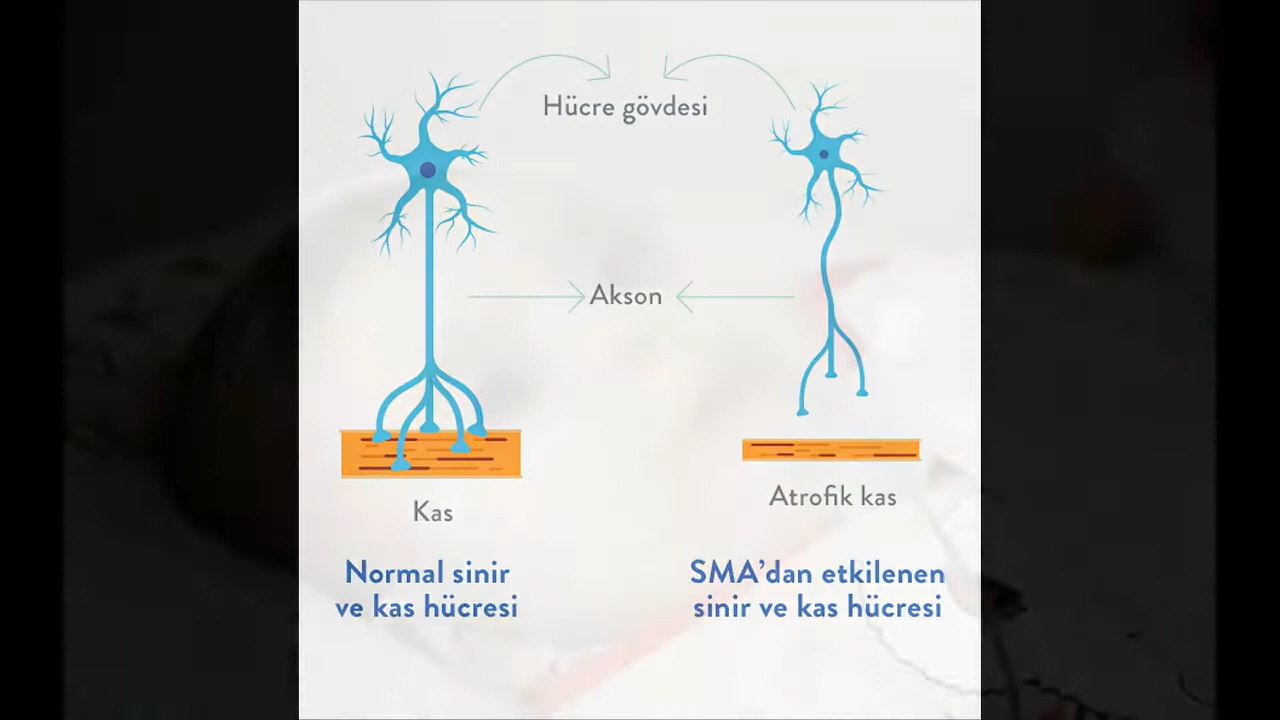 Hücre gövdesi
Akson
Kas
Atrofik kas
Normal sinir
ve kas hücresi
SMA’dan etkilenen
sinir ve kas hücresi